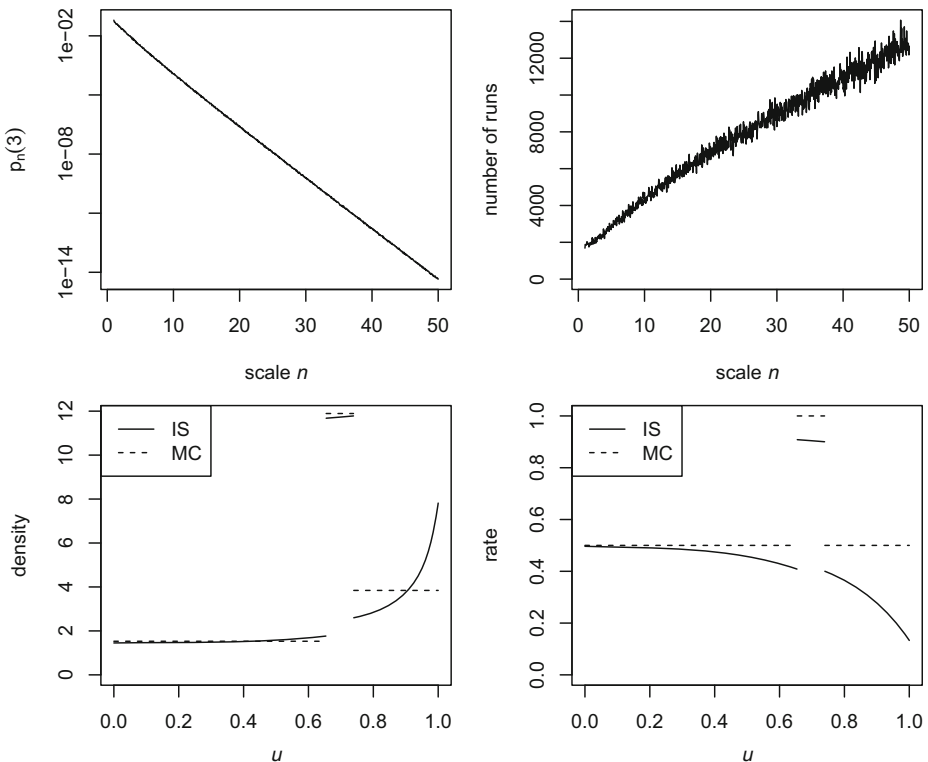 pₙ(3)
1e−02
1e−08
1e−14
0 10 20 30 40 50
scale n
number of runs
12000
8000
4000
0
0 10 20 30 40 50
scale n
density
12
10
8
6
4
2
0
IS
MC
0.0 0.2 0.4 0.6 0.8 1.0
u
rate
1.0
0.8
0.6
0.4
0.2
0.0
IS
MC
0.0 0.2 0.4 0.6 0.8 1.0
u